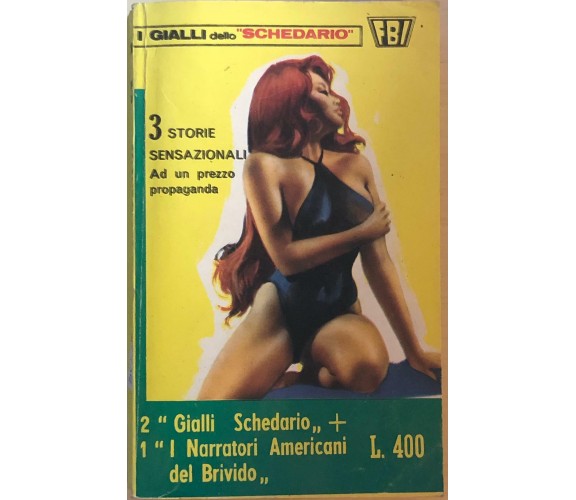 I GIALLI dello "SCHEDARIO"
FBI
3 STORIE
SENSAZIONALI
Ad un prezzo
propaganda
2 “ Gialli Schedario„ +
1 “ I Narratori Americani
del Brivido„
L. 400